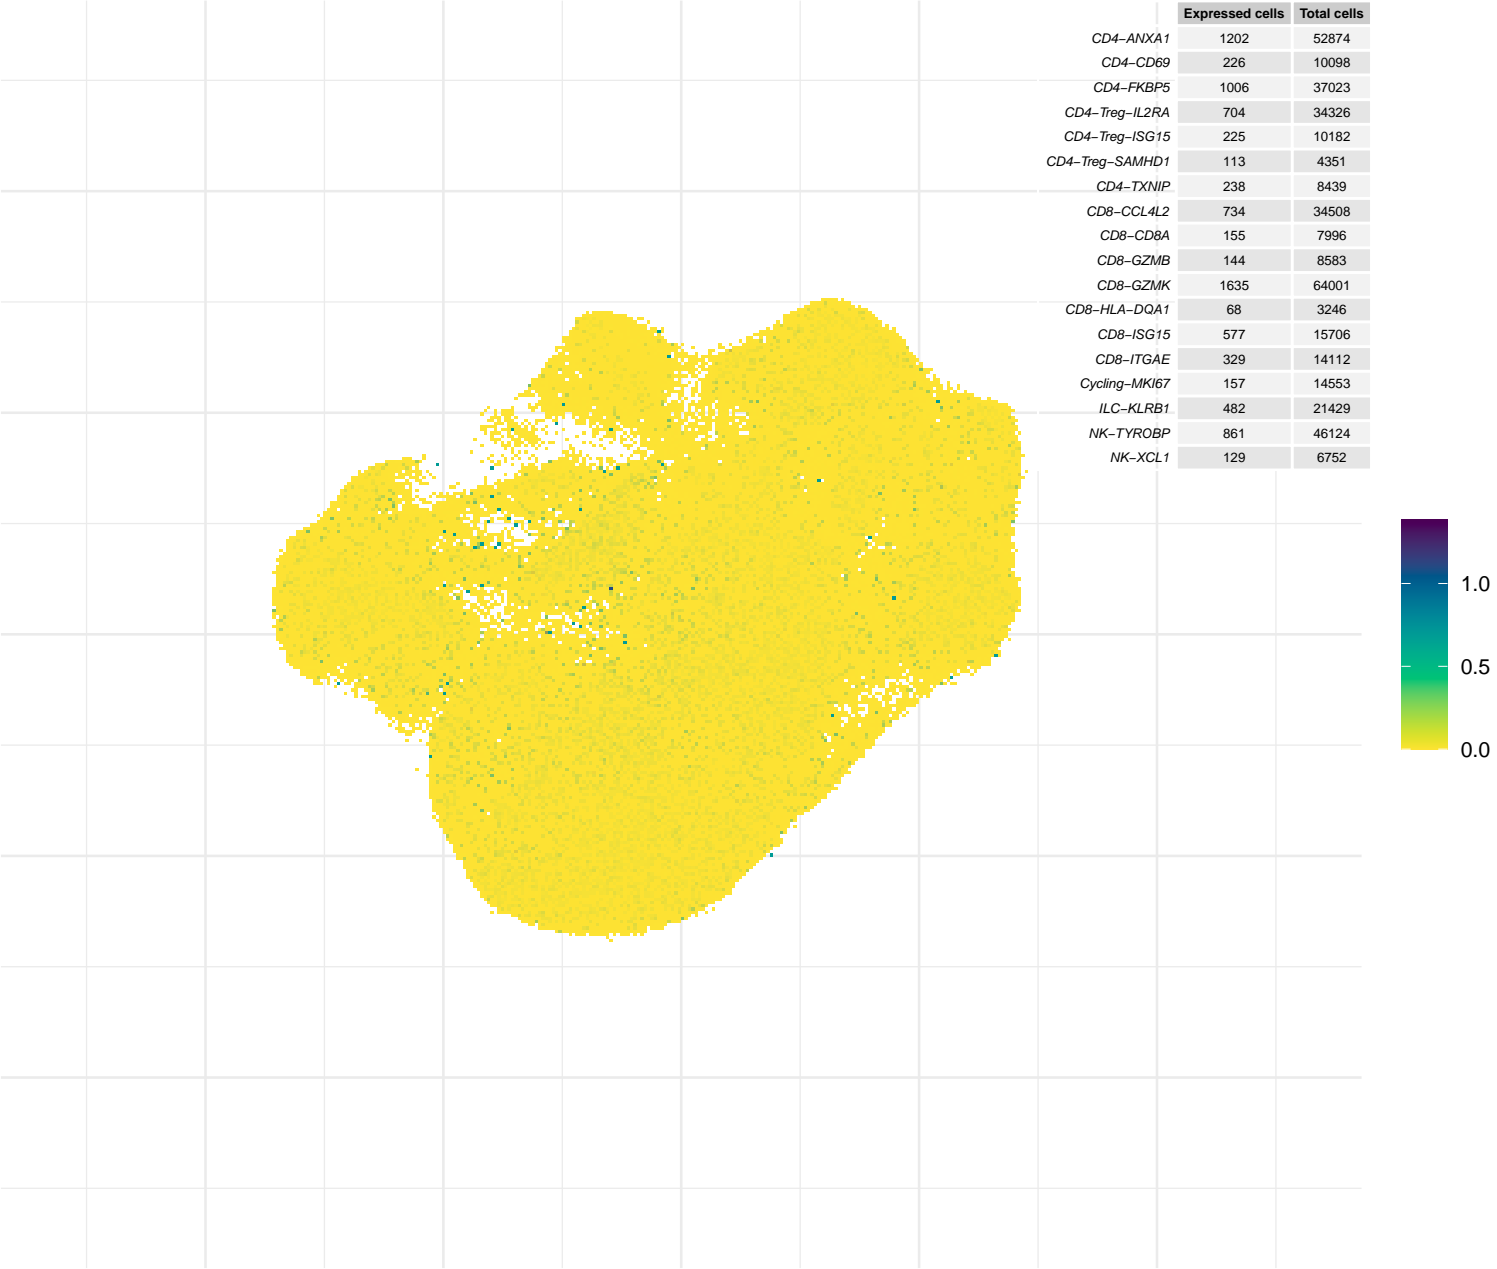 Expressed cells Total cells
CD4−ANXA1 1202 52874
CD4−CD69 226 10098
CD4−FKBP5 1006 37023
CD4−Treg−IL2RA 704 34326
CD4−Treg−ISG15 225 10182
CD4−Treg−SAMHD1 113 4351
CD4−TXNIP 238 8439
CD8−CCL4L2 734 34508
CD8−CD8A 155 7996
CD8−GZMB 144 8583
CD8−GZMK 1635 64001
CD8−HLA−DQA1 68 3246
CD8−ISG15 577 15706
CD8−ITGAE 329 14112
Cycling−MKI67 157 14553
ILC−KLRB1 482 21429
NK−TYROBP 861 46124
NK−XCL1 129 6752
1.0
0.5
0.0